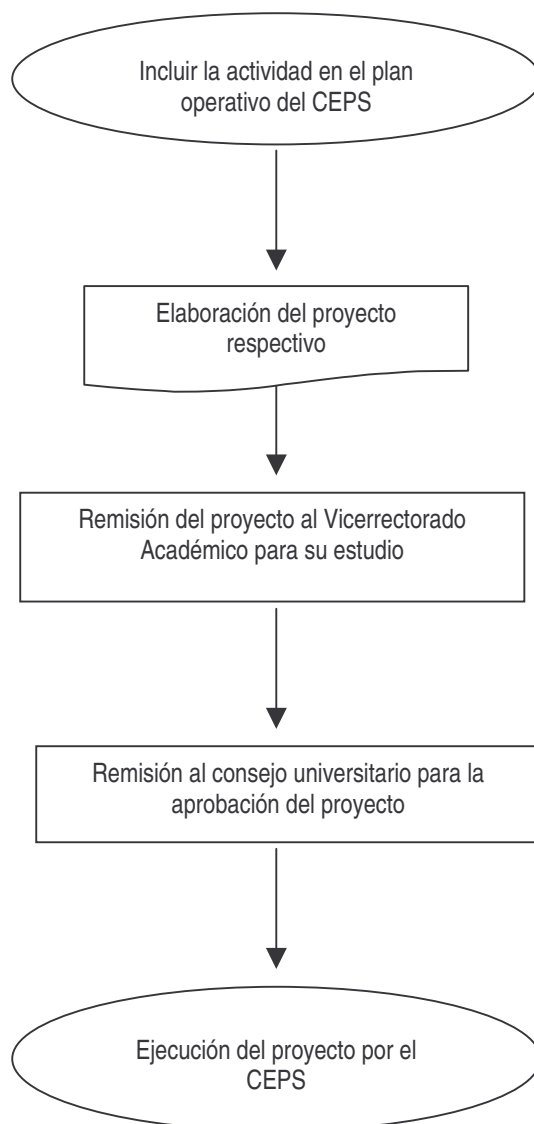 Incluir la actividad en el plan
operativo del CEPS
Elaboración del proyecto
respectivo
Remisión del proyecto al Vicerrectorado
Académico para su estudio
Remisión al consejo universitario para la
aprobación del proyecto
Ejecución del proyecto por el
CEPS